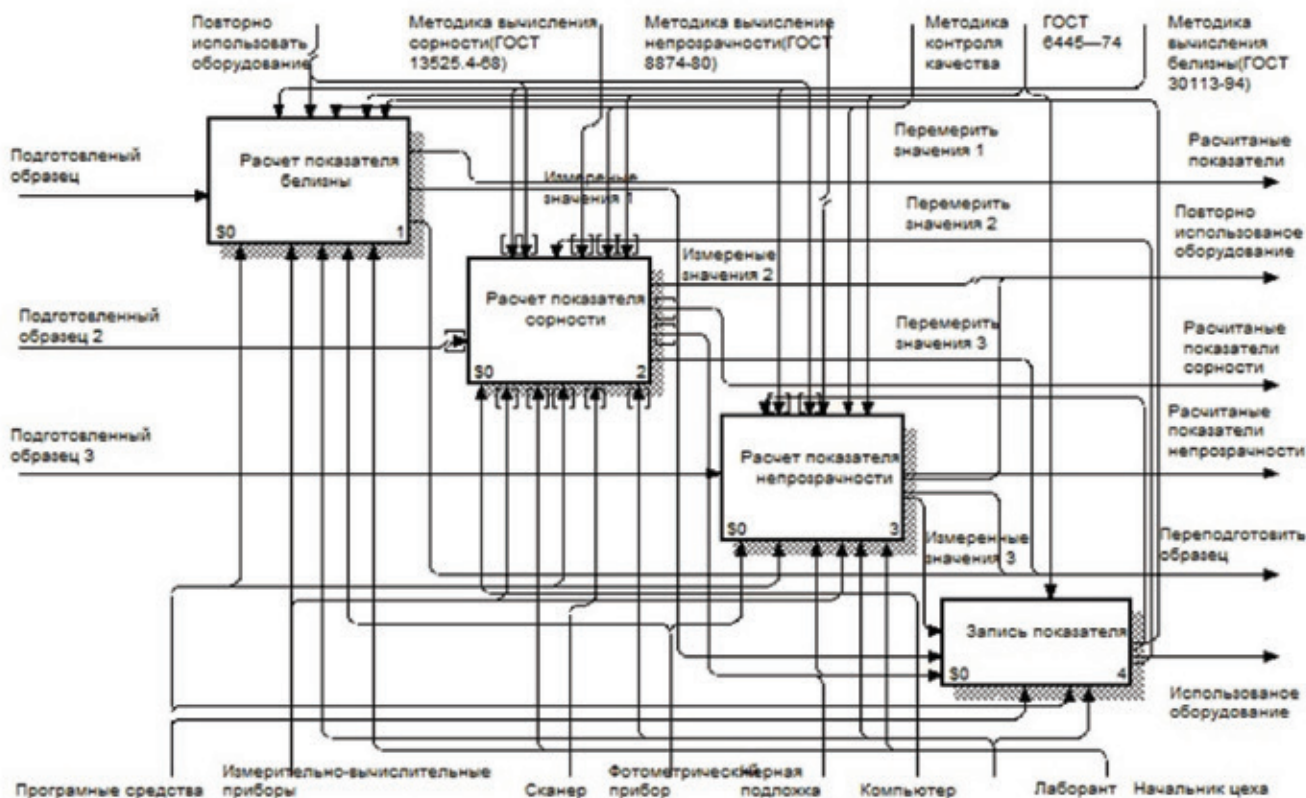 Повторно
использовать
оборудование
Методика вычисления
сорности(ГОСТ
13525.4-68)
Методика вычисление
непрозрачности(ГОСТ
8874-80)
Методика
контроля
качества
ГОСТ
6445—74
Методика
вычисления
белизны(ГОСТ
30113-94)
Подготовленый
образец
Расчет показателя
белизны
$0
1
Измереные
значения 1
Перемерить
значения 1
Расчитаные
показатели
Перемерить
значения 2
Повторно
использованое
оборудование
Измереные
значения 2
Подготовленный
образец 2
Расчет показателя
сорности
$0
2
Перемерить
значения 3
Расчитаные
показатели
сорности
Подготовленный
образец 3
Расчет показателя
непрозрачности
$0
3
Расчитаные
показатели
непрозрачности
Измеренные
значения 3
Переподготовить
образец
Запись показателя
$0
4
Использованое
оборудование
Програмные средства
Измерительно-вычислительные
приборы
Сканер
Фотометрический
прибор
Черная
подложка
Компьютер
Лаборант
Начальник цеха